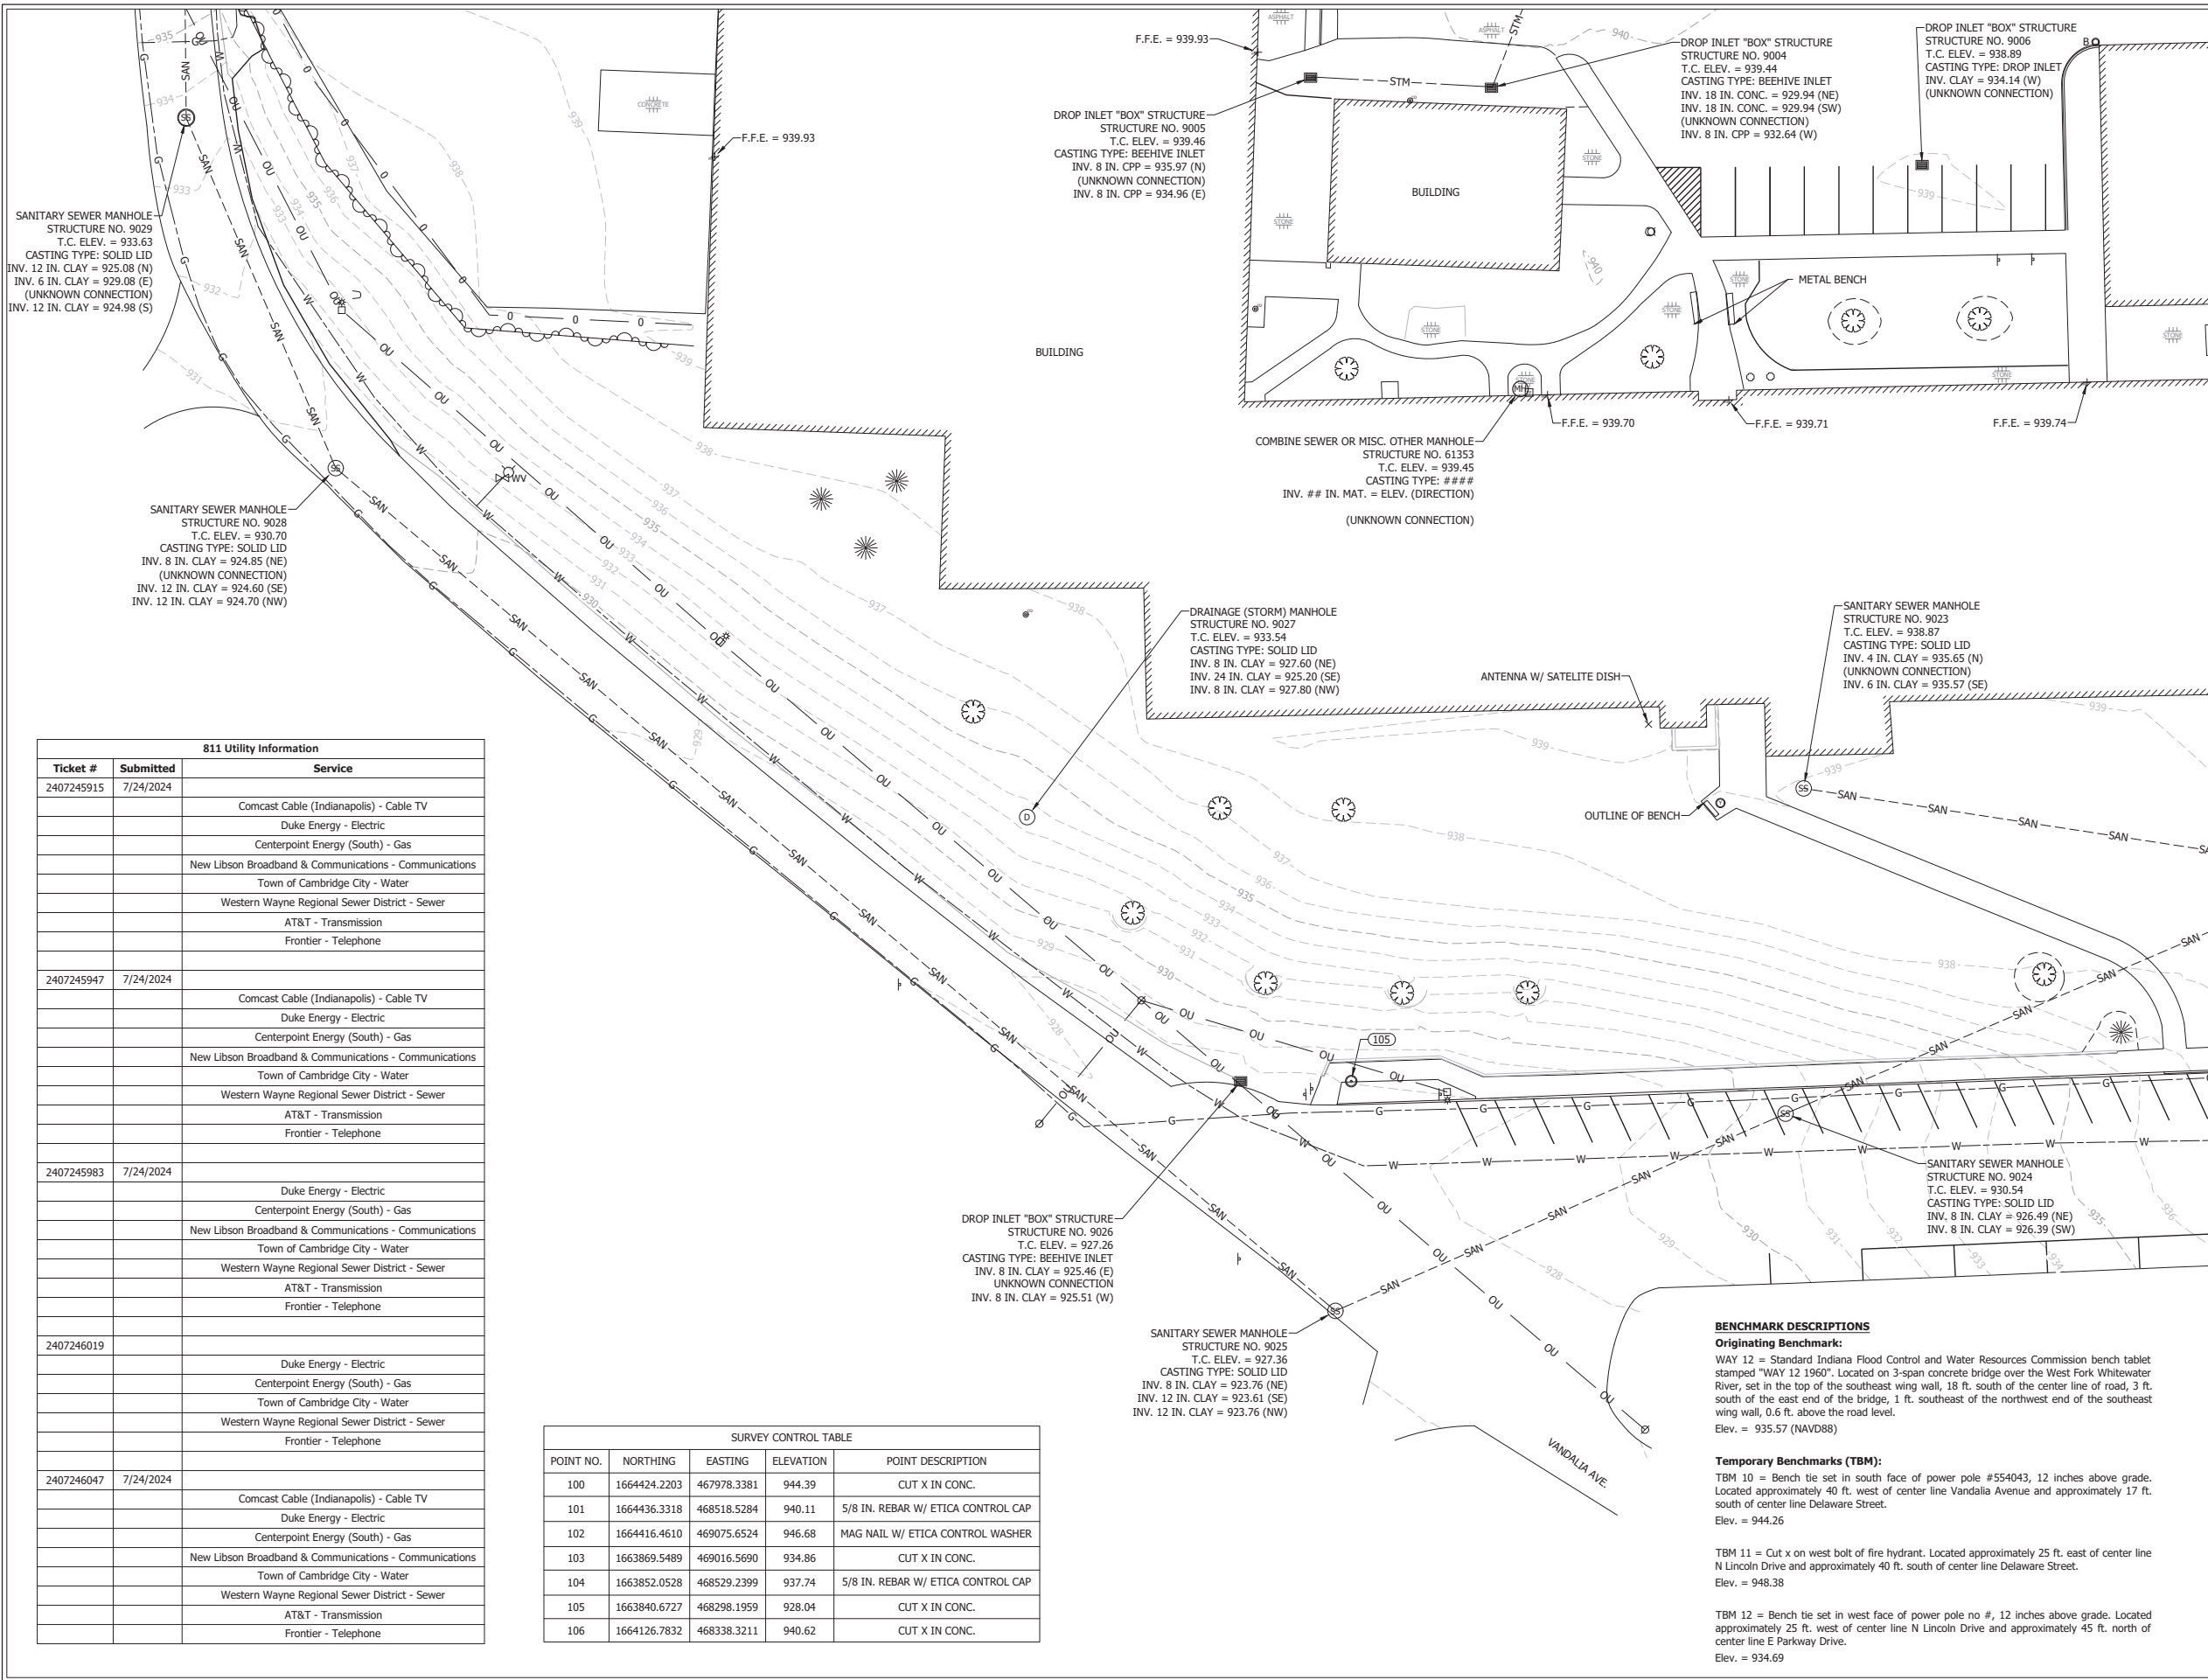 F.F.E. = 939.93
DROP INLET "BOX" STRUCTURE
STRUCTURE NO. 9004
T.C. ELEV. = 939.44
CASTING TYPE: BEEHIVE INLET
INV. 18 IN. CONC. = 929.94 (NE)
INV. 18 IN. CONC. = 929.94 (SW)
(UNKNOWN CONNECTION)
INV. 8 IN. CPP = 932.64 (W)
DROP INLET "BOX" STRUCTURE
STRUCTURE NO. 9006
T.C. ELEV. = 938.89
CASTING TYPE: DROP INLET
INV. CLAY = 934.14 (W)
(UNKNOWN CONNECTION)
DROP INLET "BOX" STRUCTURE
STRUCTURE NO. 9005
T.C. ELEV. = 939.46
CASTING TYPE: BEEHIVE INLET
INV. 8 IN. CPP = 935.97 (N)
(UNKNOWN CONNECTION)
INV. 8 IN. CPP = 934.96 (E)
F.F.E. = 939.93
CONCRETE
ASPHALT
ASPHALT
STM
STM
940
B
939
STONE
STONE
BUILDING
940
STONE
STONE
STONE
STONE
STONE
STONE
METAL BENCH
MH
BUILDING
F.F.E. = 939.70
F.F.E. = 939.71
F.F.E. = 939.74
SANITARY SEWER MANHOLE
STRUCTURE NO. 9029
T.C. ELEV. = 933.63
CASTING TYPE: SOLID LID
INV. 12 IN. CLAY = 925.08 (N)
INV. 6 IN. CLAY = 929.08 (E)
(UNKNOWN CONNECTION)
INV. 12 IN. CLAY = 924.98 (S)
COMBINE SEWER OR MISC. OTHER MANHOLE
STRUCTURE NO. 61353
T.C. ELEV. = 939.45
CASTING TYPE: ####
INV. ## IN. MAT. = ELEV. (DIRECTION)
(UNKNOWN CONNECTION)
SANITARY SEWER MANHOLE
STRUCTURE NO. 9028
T.C. ELEV. = 930.70
CASTING TYPE: SOLID LID
INV. 8 IN. CLAY = 924.85 (NE)
(UNKNOWN CONNECTION)
INV. 12 IN. CLAY = 924.60 (SE)
INV. 12 IN. CLAY = 924.70 (NW)
WV
DRAINAGE (STORM) MANHOLE
STRUCTURE NO. 9027
T.C. ELEV. = 933.54
CASTING TYPE: SOLID LID
INV. 8 IN. CLAY = 927.60 (NE)
INV. 24 IN. CLAY = 925.20 (SE)
INV. 8 IN. CLAY = 927.80 (NW)
SANITARY SEWER MANHOLE
STRUCTURE NO. 9023
T.C. ELEV. = 938.87
CASTING TYPE: SOLID LID
INV. 4 IN. CLAY = 935.65 (N)
(UNKNOWN CONNECTION)
INV. 6 IN. CLAY = 935.57 (SE)
ANTENNA W/ SATELITE DISH
OUTLINE OF BENCH
D
SS
105
SANITARY SEWER MANHOLE
STRUCTURE NO. 9024
T.C. ELEV. = 930.54
CASTING TYPE: SOLID LID
INV. 8 IN. CLAY = 926.49 (NE)
INV. 8 IN. CLAY = 926.39 (SW)
DROP INLET "BOX" STRUCTURE
STRUCTURE NO. 9026
T.C. ELEV. = 927.26
CASTING TYPE: BEEHIVE INLET
INV. 8 IN. CLAY = 925.46 (E)
UNKNOWN CONNECTION
INV. 8 IN. CLAY = 925.51 (W)
SANITARY SEWER MANHOLE
STRUCTURE NO. 9025
T.C. ELEV. = 927.36
CASTING TYPE: SOLID LID
INV. 8 IN. CLAY = 923.76 (NE)
INV. 12 IN. CLAY = 923.61 (SE)
INV. 12 IN. CLAY = 923.76 (NW)
VANDALIA AVE.
811 Utility Information
Ticket # Submitted Service
2407245915 7/24/2024
Comcast Cable (Indianapolis) - Cable TV
Duke Energy - Electric
Centerpoint Energy (South) - Gas
New Libson Broadband & Communications - Communications
Town of Cambridge City - Water
Western Wayne Regional Sewer District - Sewer
AT&T - Transmission
Frontier - Telephone
2407245947 7/24/2024
Comcast Cable (Indianapolis) - Cable TV
Duke Energy - Electric
Centerpoint Energy (South) - Gas
New Libson Broadband & Communications - Communications
Town of Cambridge City - Water
Western Wayne Regional Sewer District - Sewer
AT&T - Transmission
Frontier - Telephone
2407245983 7/24/2024
Duke Energy - Electric
Centerpoint Energy (South) - Gas
New Libson Broadband & Communications - Communications
Town of Cambridge City - Water
Western Wayne Regional Sewer District - Sewer
AT&T - Transmission
Frontier - Telephone
2407246019
Duke Energy - Electric
Centerpoint Energy (South) - Gas
Town of Cambridge City - Water
Western Wayne Regional Sewer District - Sewer
Frontier - Telephone
2407246047 7/24/2024
Comcast Cable (Indianapolis) - Cable TV
Duke Energy - Electric
Centerpoint Energy (South) - Gas
New Libson Broadband & Communications - Communications
Town of Cambridge City - Water
Western Wayne Regional Sewer District - Sewer
AT&T - Transmission
Frontier - Telephone
SURVEY CONTROL TABLE
POINT NO. NORTHING EASTING ELEVATION POINT DESCRIPTION
100 1664424.2203 467978.3381 944.39 CUT X IN CONC.
101 1664436.3318 468518.5284 940.11 5/8 IN. REBAR W/ ETICA CONTROL CAP
102 1664416.4610 469075.6524 946.68 MAG NAIL W/ ETICA CONTROL WASHER
103 1663869.5489 469016.5690 934.86 CUT X IN CONC.
104 1663852.0528 468529.2399 937.74 5/8 IN. REBAR W/ ETICA CONTROL CAP
105 1663840.6727 468298.1959 928.04 CUT X IN CONC.
106 1664126.7832 468338.3211 940.62 CUT X IN CONC.
BENCHMARK DESCRIPTIONS
Originating Benchmark:
WAY 12 = Standard Indiana Flood Control and Water Resources Commission bench tablet
stamped "WAY 12 1960". Located on 3-span concrete bridge over the West Fork Whitewater
River, set in the top of the southeast wing wall, 18 ft. south of the center line of road, 3 ft.
south of the east end of the bridge, 1 ft. southeast of the northwest end of the southeast
wing wall, 0.6 ft. above the road level.
Elev. = 935.57 (NAVD88)
Temporary Benchmarks (TBM):
TBM 10 = Bench tie set in south face of power pole #554043, 12 inches above grade.
Located approximately 40 ft. west of center line Vandalia Avenue and approximately 17 ft.
south of center line Delaware Street.
Elev. = 944.26
TBM 11 = Cut x on west bolt of fire hydrant. Located approximately 25 ft. east of center line
N Lincoln Drive and approximately 40 ft. south of center line Delaware Street.
Elev. = 948.38
TBM 12 = Bench tie set in west face of power pole no #, 12 inches above grade. Located
approximately 25 ft. west of center line N Lincoln Drive and approximately 45 ft. north of
center line E Parkway Drive.
Elev. = 934.69